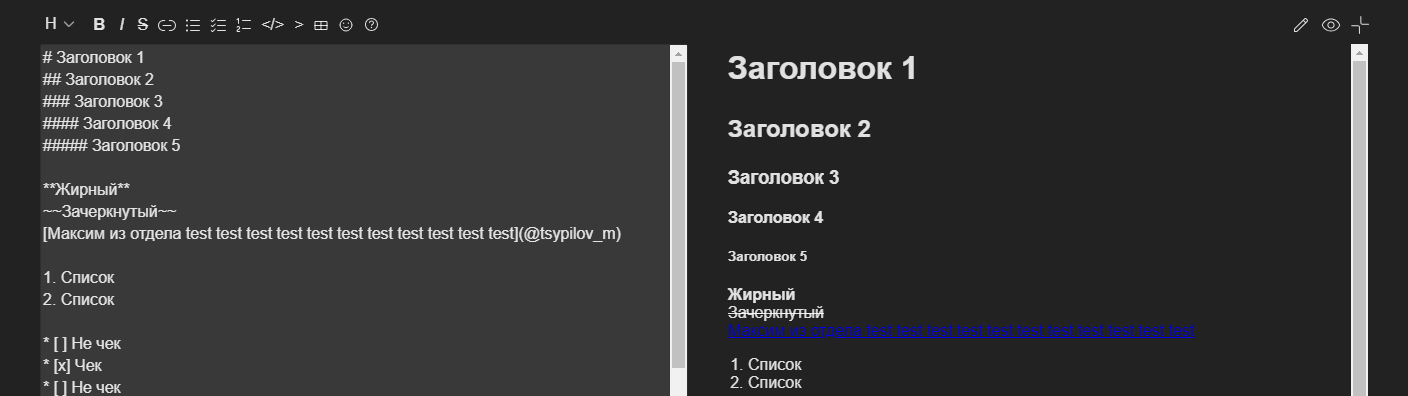 H B I S </> >
# Заголовок 1
## Заголовок 2
### Заголовок 3
#### Заголовок 4
##### Заголовок 5
**Жирный**
~~Зачеркнутый~~
[Максим из отдела test test test test test test test test test test test](@tsypilov_m)
1. Список
2. Список
* [ ] Не чек
* [x] Чек
* [ ] Не чек
Заголовок 1
Заголовок 2
Заголовок 3
Заголовок 4
Заголовок 5
Жирный
Зачеркнутый
Максим из отдела test test test test test test test test test test test
1. Список
2. Список